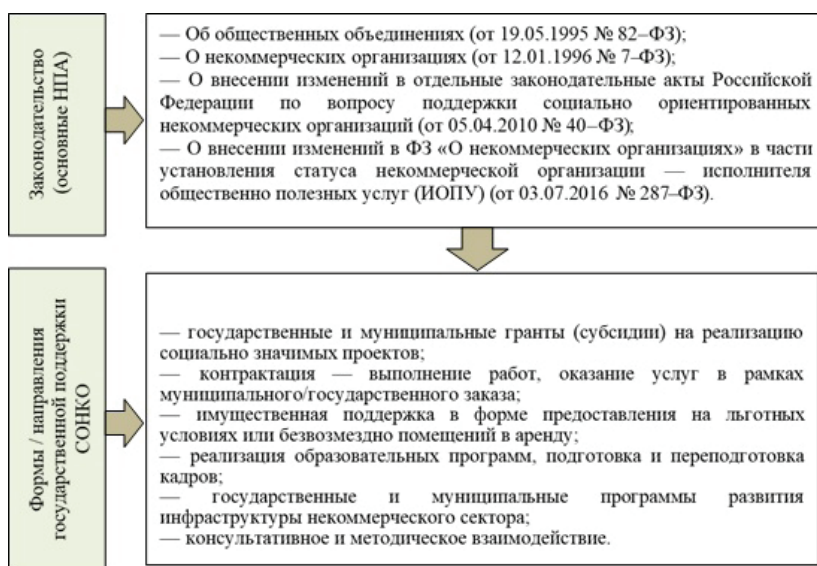 Законодательство
(основные НПА)
— Об общественных объединениях (от 19.05.1995 № 82–ФЗ);
— О некоммерческих организациях (от 12.01.1996 № 7–ФЗ);
— О внесении изменений в отдельные законодательные акты Российской
Федерации по вопросу поддержки социально ориентированных
некоммерческих организаций (от 05.04.2010 № 40–ФЗ);
— О внесении изменений в ФЗ «О некоммерческих организациях» в части
установления статуса некоммерческой организации — исполнителя
общественно полезных услуг (ИОПУ) (от 03.07.2016 № 287–ФЗ).
Формы / направления
государственной поддержки
СОНКО
— государственные и муниципальные гранты (субсидии) на реализацию
социально значимых проектов;
— контрактация — выполнение работ, оказание услуг в рамках
муниципального/государственного заказа;
— имущественная поддержка в форме предоставления на льготных
условиях или безвозмездно помещений в аренду;
— реализация образовательных программ, подготовка и переподготовка
кадров;
— государственные и муниципальные программы развития
инфраструктуры некоммерческого сектора;
— консультативное и методическое взаимодействие.